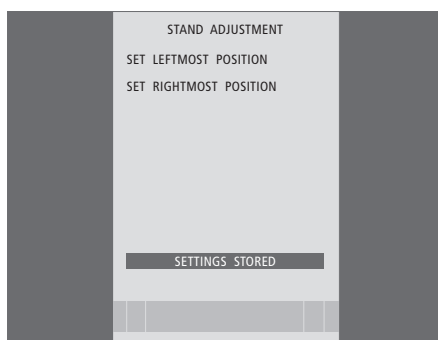 STAND ADJUSTMENT
SET LEFTMOST POSITION
SET RIGHTMOST POSITION
SETTINGS STORED